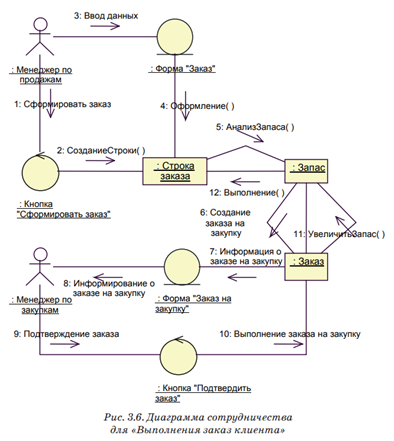 3: Ввод данных
: Менеджер по
продажам
: Форма "Заказ"
1: Сформировать заказ
4: Оформление( )
5: АнализЗапаса( )
2: СозданиеСтроки( )
: Строка
заказа
: Запас
12: Выполнение( )
: Кнопка
"Сформировать заказ"
6: Создание
заказа на
закупку
11: УвеличитьЗапас( )
7: Информация о
заказе на закупку
: Заказ
8: Информирование о
заказе на закупку
: Менеджер по
закупкам
: Форма "Заказ на
закупку"
9: Подтверждение заказа
10: Выполнение заказа на закупку
: Кнопка "Подтвердить
заказ"
Рис. 3.6. Диаграмма сотрудничества
для «Выполнения заказ клиента»